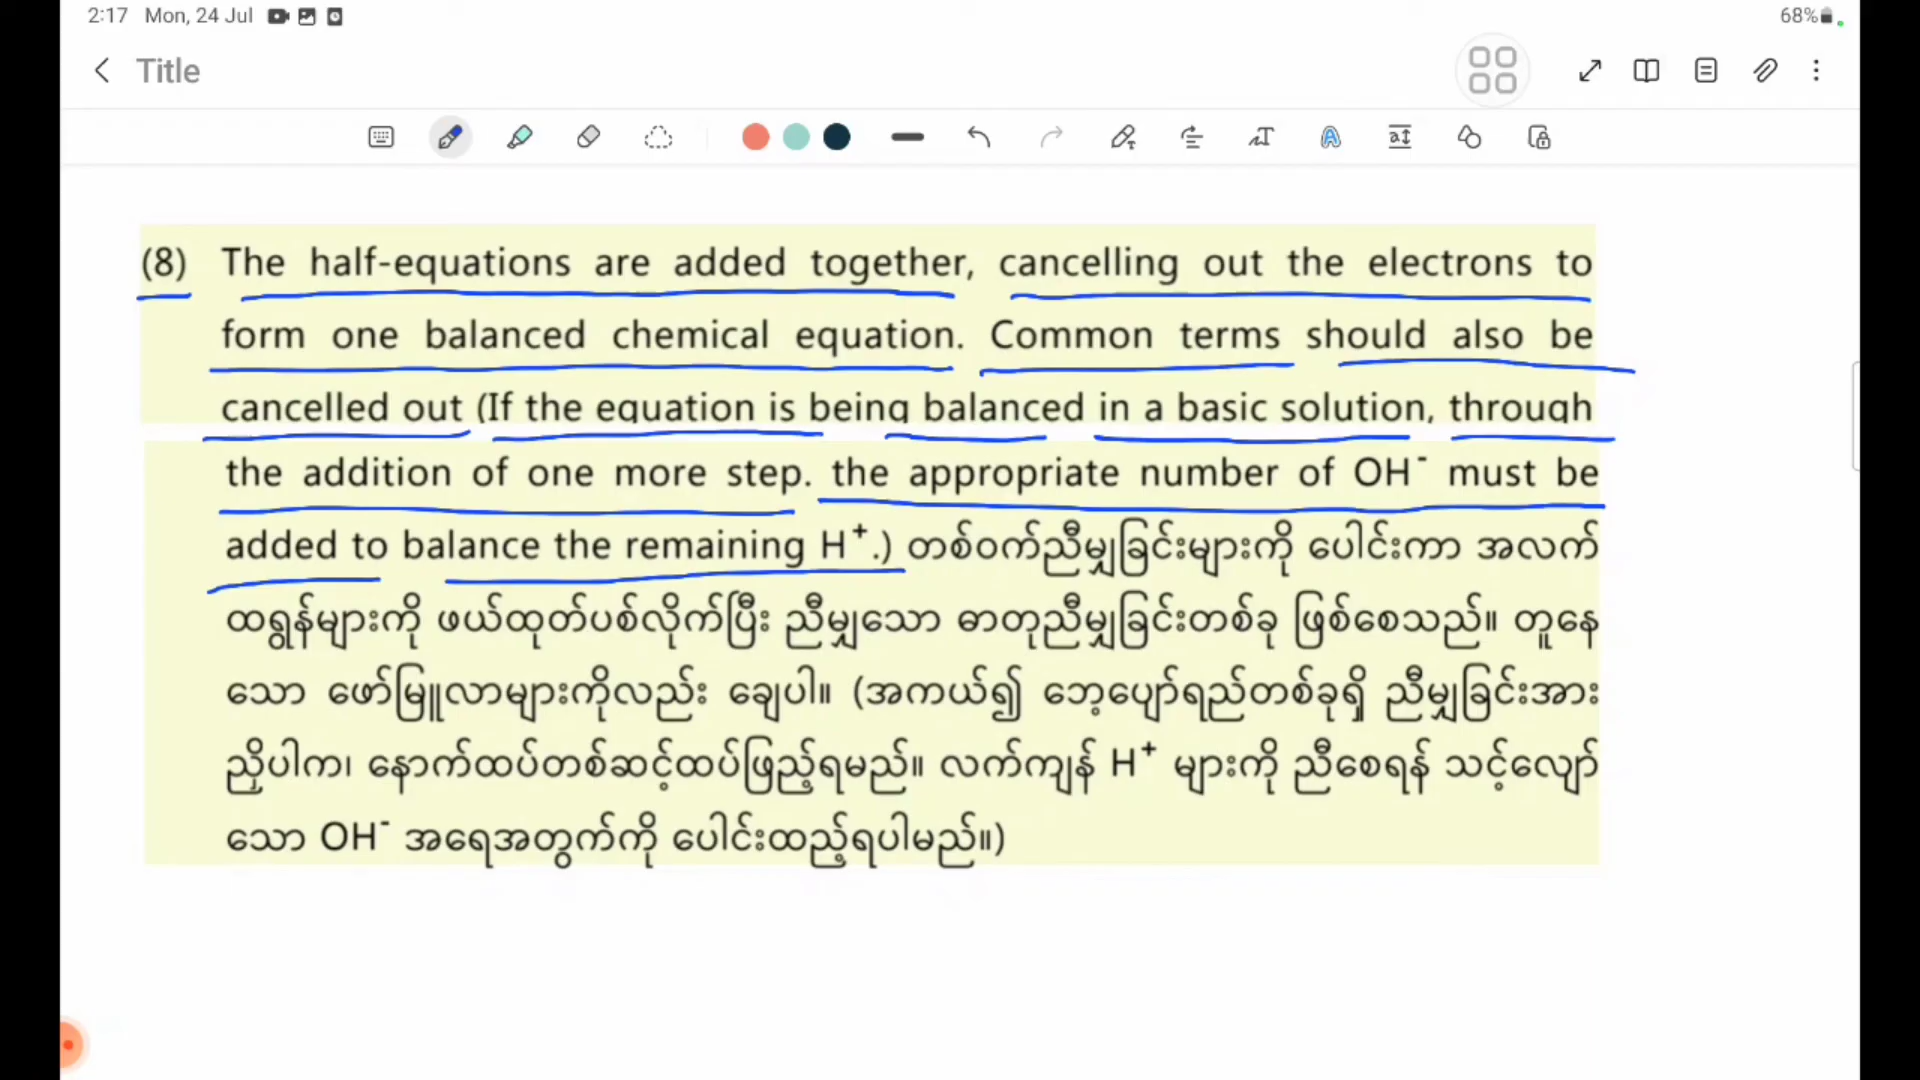 2:17 Mon, 24 Jul
68%
Title
(8) The half-equations are added together, cancelling out the electrons to
form one balanced chemical equation. Common terms should also be
cancelled out (If the equation is being balanced in a basic solution, through
the addition of one more step. the appropriate number of OH⁻ must be
added to balance the remaining H⁺.) တစ်ဝက်ညီမျှခြင်းများကို ပေါင်းကာ အလက်
ထရွန်များကို ဖယ်ထုတ်ပစ်လိုက်ပြီး ညီမျှသော ဓာတုညီမျှခြင်းတစ်ခု ဖြစ်စေသည်။ တူနေ
သော ဖော်မြူလာများကိုလည်း ချေပါ။ (အကယ်၍ ဘေ့ပျော်ရည်တစ်ခုရှိ ညီမျှခြင်းအား
ညှိပါက၊ နောက်ထပ်တစ်ဆင့်ထပ်ဖြည့်ရမည်။ လက်ကျန် H⁺ များကို ညီစေရန် သင့်လျော်
သော OH⁻ အရေအတွက်ကို ပေါင်းထည့်ရပါမည်။)